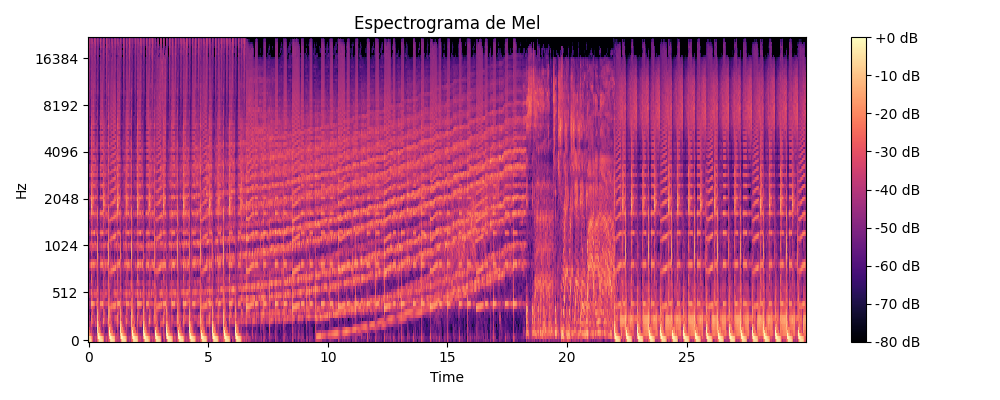 Espectrograma de Mel
Hz
16384
8192
4096
2048
1024
512
0
0 5 10 15 20 25
Time
+0 dB
-10 dB
-20 dB
-30 dB
-40 dB
-50 dB
-60 dB
-70 dB
-80 dB